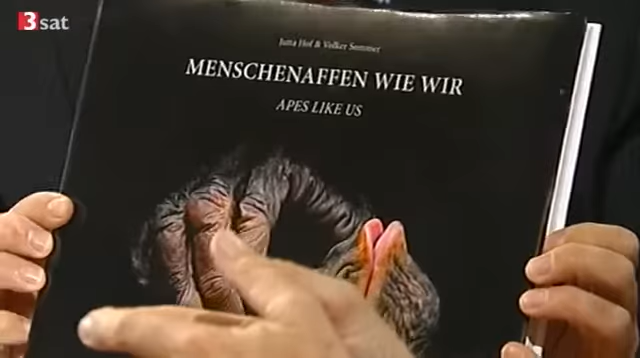 3sat
Jutta Hof & Volker Sommer
MENSCHENAFFEN WIE WIR
APES LIKE US